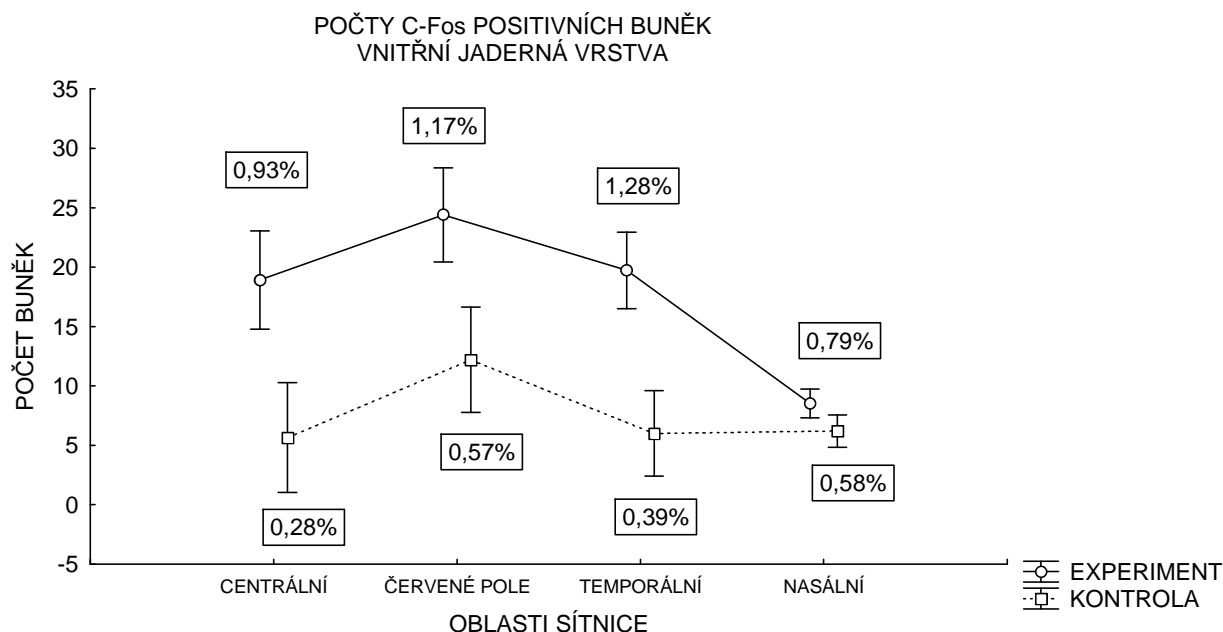 POČTY C-Fos POSITIVNÍCH BUNĚK
VNITŘNÍ JADERNÁ VRSTVA
POČET BUNĚK
35
30
25
20
15
10
5
0
-5
0,93%
1,17%
1,28%
0,79%
0,28%
0,57%
0,39%
0,58%
CENTRÁLNÍ
ČERVENÉ POLE
TEMPORÁLNÍ
NASÁLNÍ
OBLASTI SÍTNICE
EXPERIMENT
KONTROLA